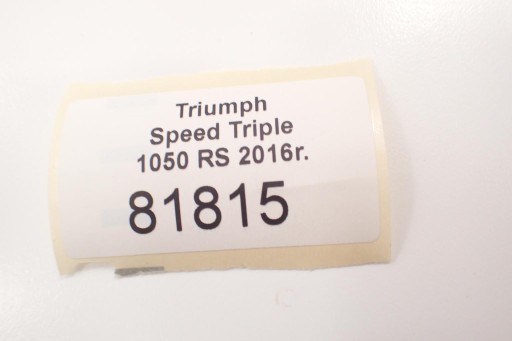 Triumph
Speed Triple
1050 RS 2016r.
81815